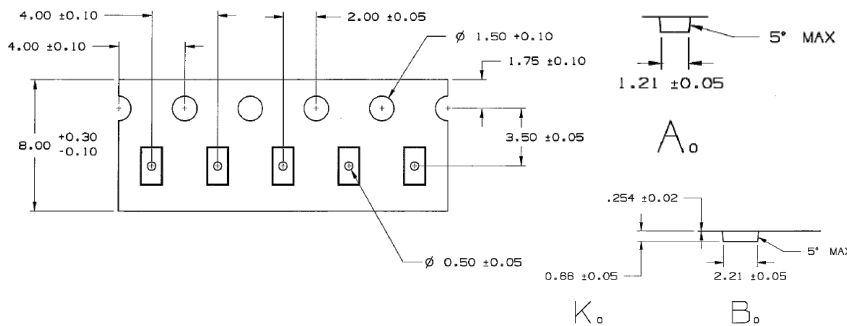 4.00 ±0.10
4.00 ±0.10
2.00 ±0.05
Ø 1.50 +0.10
1.75 ±0.10
8.00 +0.30
-0.10
3.50 ±0.05
Ø 0.50 ±0.05
5° MAX
1.21 ±0.05
A₀
.254 ±0.02
5° MAX
0.68 ±0.05
2.21 ±0.05
K₀
B₀